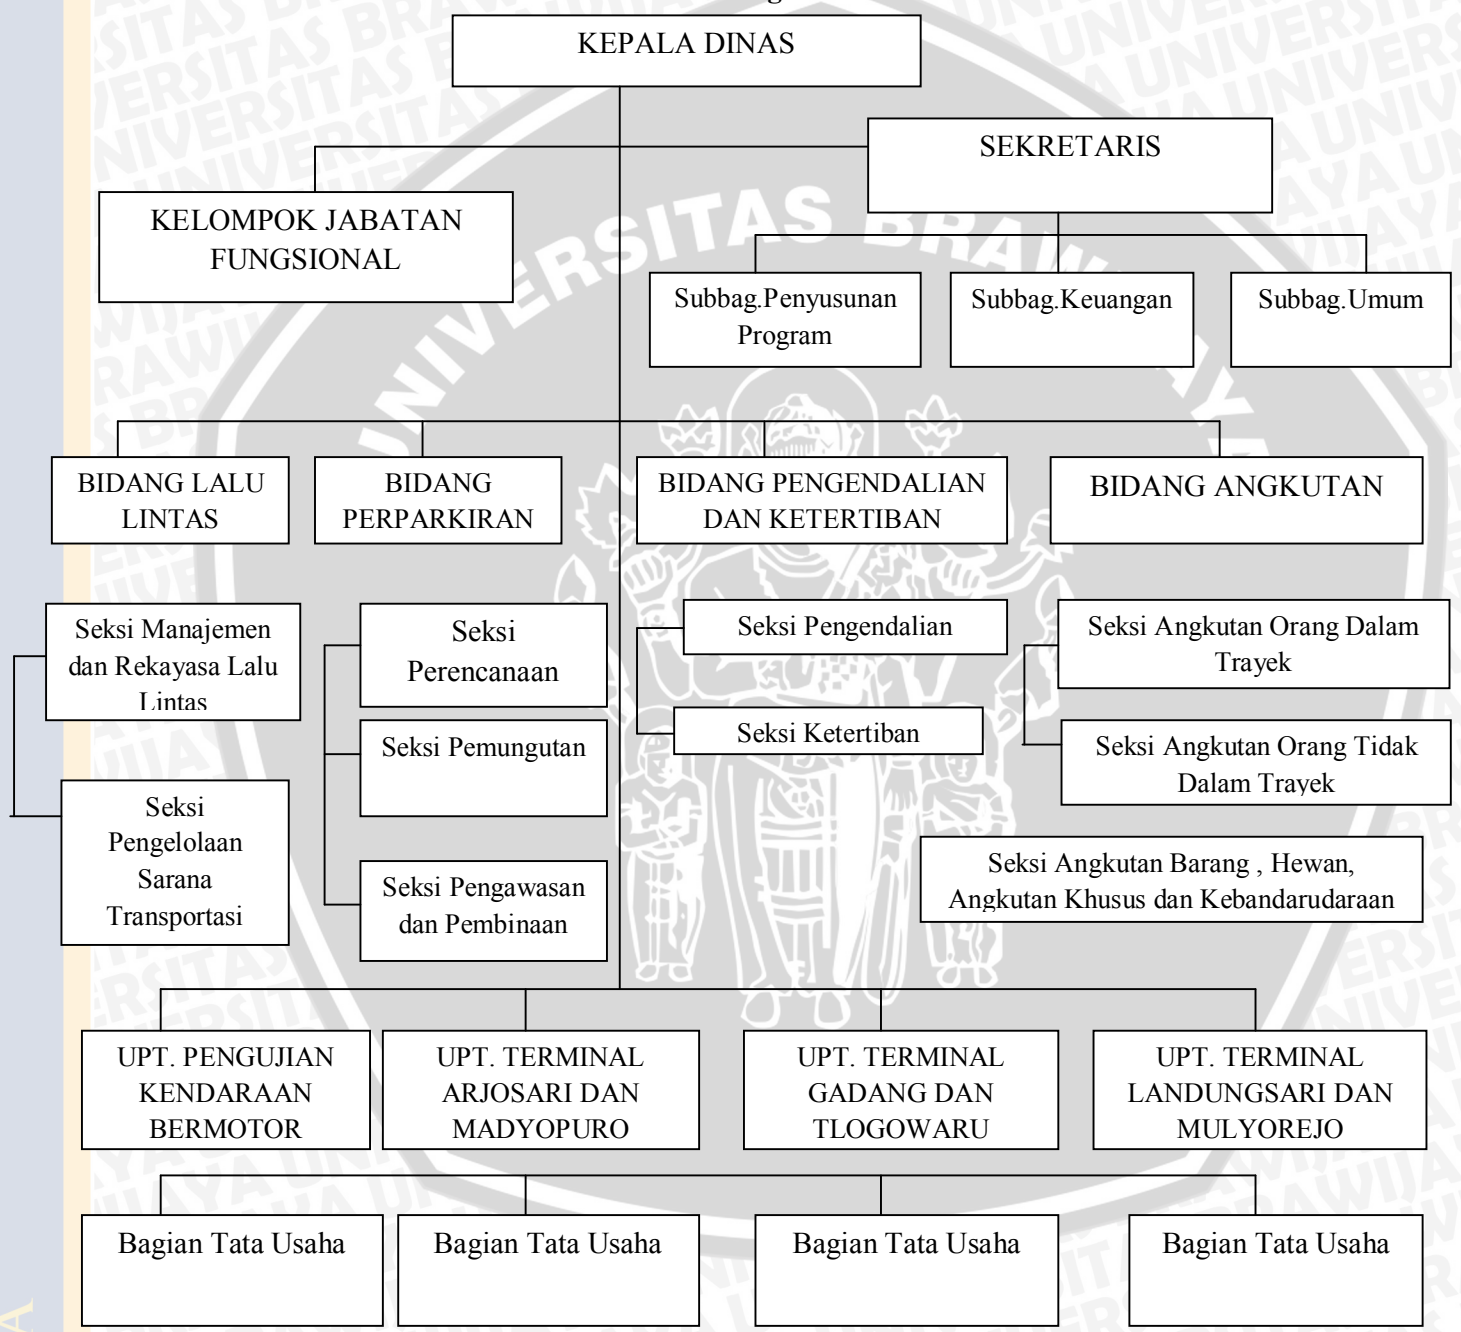 KEPALA DINAS
SEKRETARIS
KELOMPOK JABATAN
FUNGSIONAL
Subbag.Penyusunan
Program
Subbag.Keuangan
Subbag.Umum
BIDANG LALU
LINTAS
BIDANG
PERPARKIRAN
BIDANG PENGENDALIAN
DAN KETERTIBAN
BIDANG ANGKUTAN
Seksi Manajemen
dan Rekayasa Lalu
Lintas
Seksi
Perencanaan
Seksi Pengendalian
Seksi Angkutan Orang Dalam
Trayek
Seksi Pemungutan
Seksi Ketertiban
Seksi Angkutan Orang Tidak
Dalam Trayek
Seksi
Pengelolaan
Sarana
Transportasi
Seksi Pengawasan
dan Pembinaan
Seksi Angkutan Barang , Hewan,
Angkutan Khusus dan Kebandarudaraan
UPT. PENGUJIAN
KENDARAAN
BERMOTOR
UPT. TERMINAL
ARJOSARI DAN
MADYOPURO
UPT. TERMINAL
GADANG DAN
TLOGOWARU
UPT. TERMINAL
LANDUNGSARI DAN
MULYOREJO
Bagian Tata Usaha
Bagian Tata Usaha
Bagian Tata Usaha
Bagian Tata Usaha